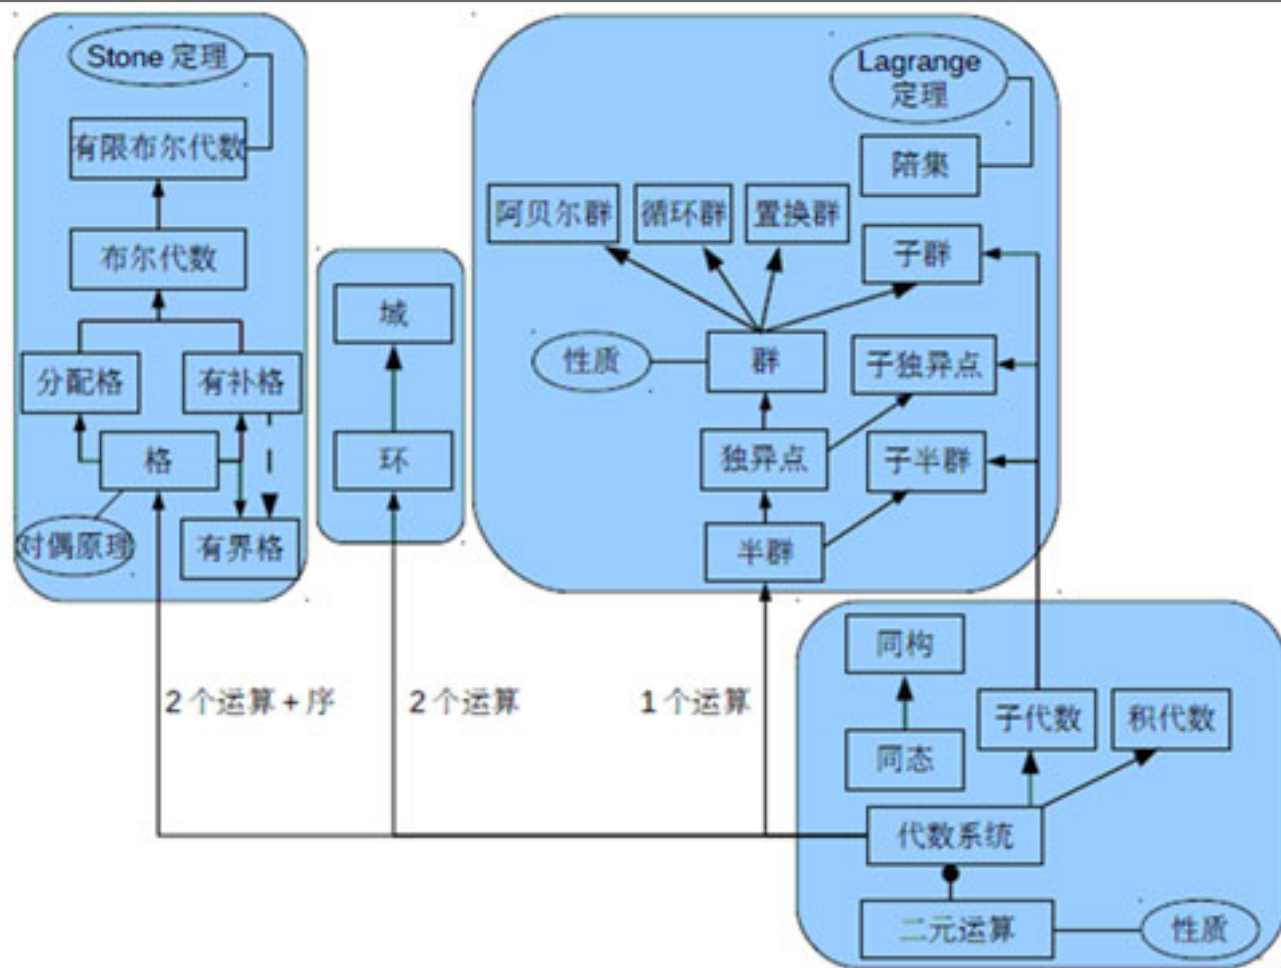 Stone 定理
有限布尔代数
布尔代数
分配格
有补格
格
对偶原理
有界格
域
环
Lagrange
定理
陪集
阿贝尔群
循环群
置换群
子群
性质
群
子独异点
独异点
子半群
半群
2 个运算 + 序
2 个运算
1 个运算
同构
子代数
积代数
同态
代数系统
二元运算
性质